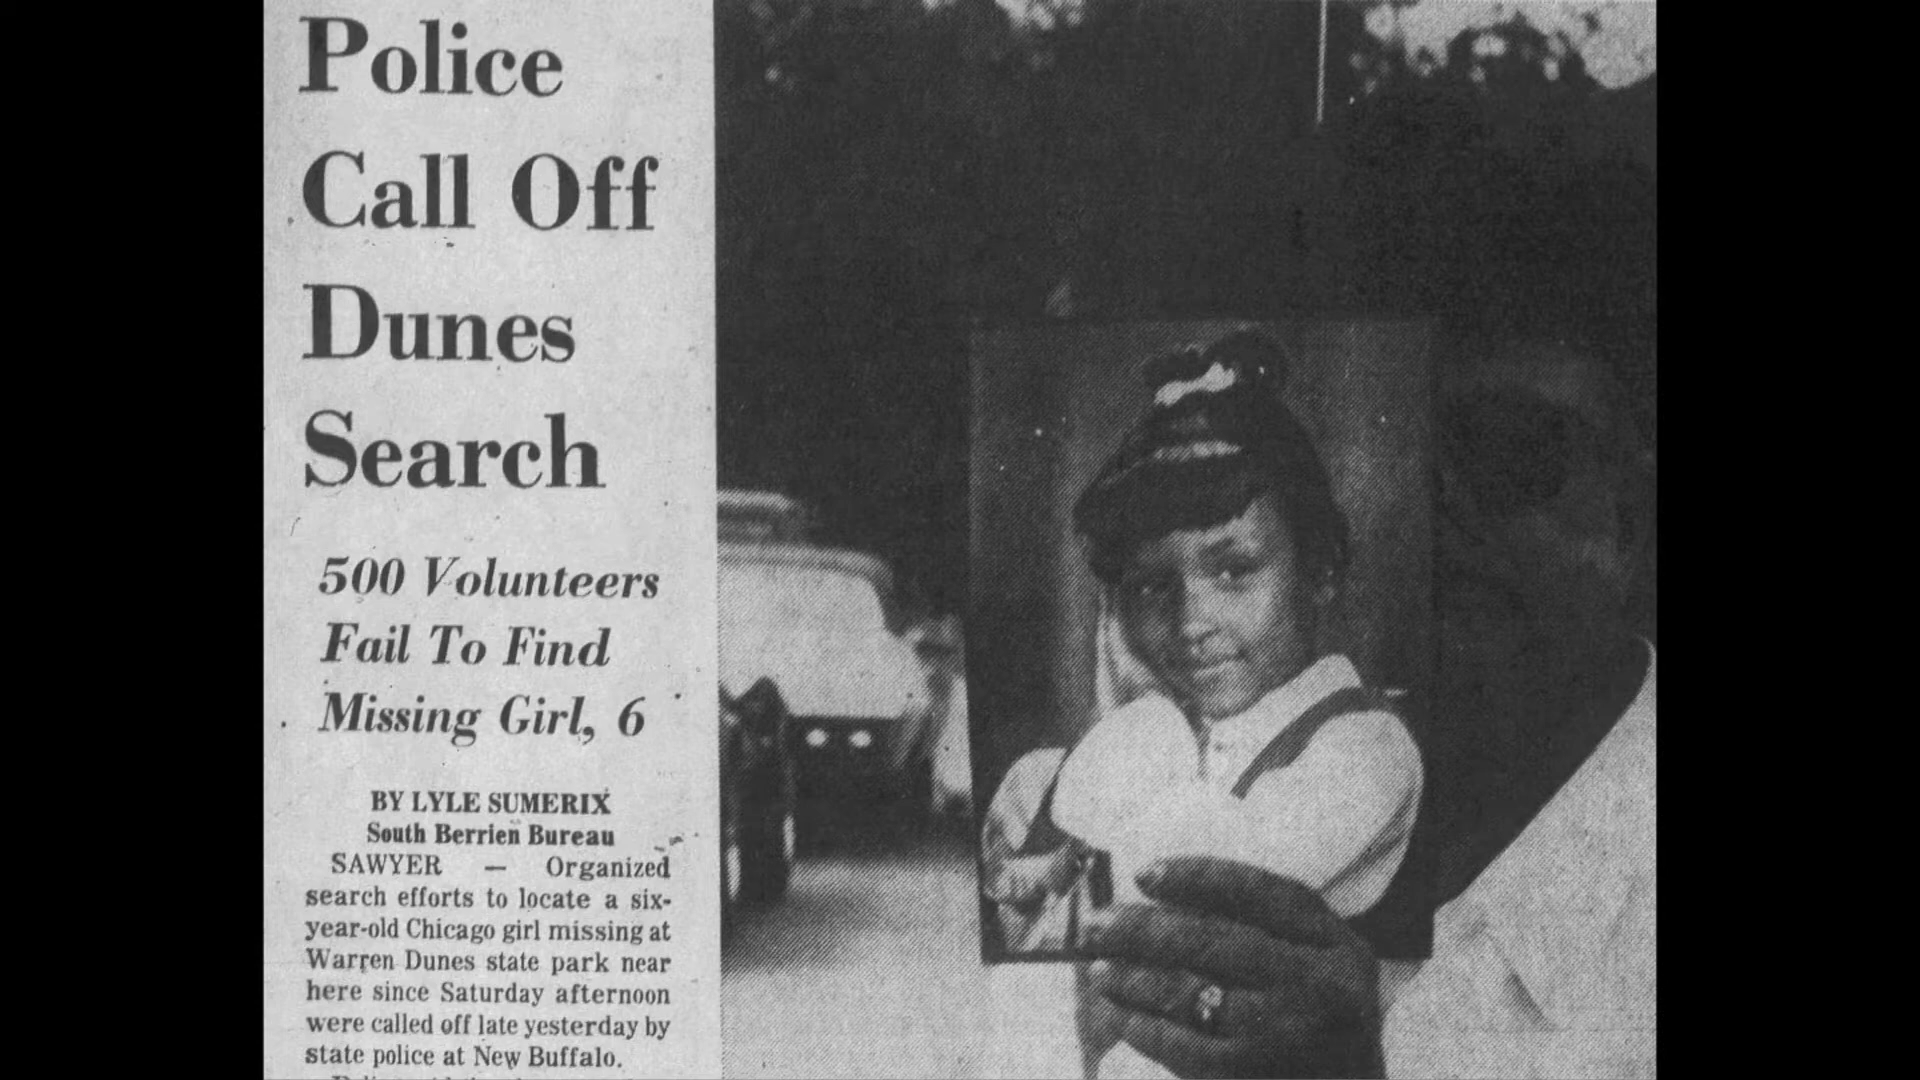 Police
Call Off
Dunes
Search
500 Volunteers
Fail To Find
Missing Girl, 6
BY LYLE SUMERIX
South Berrien Bureau
SAWYER — Organized
search efforts to locate a six-
year-old Chicago girl missing at
Warren Dunes state park near
here since Saturday afternoon
were called off late yesterday by
state police at New Buffalo.